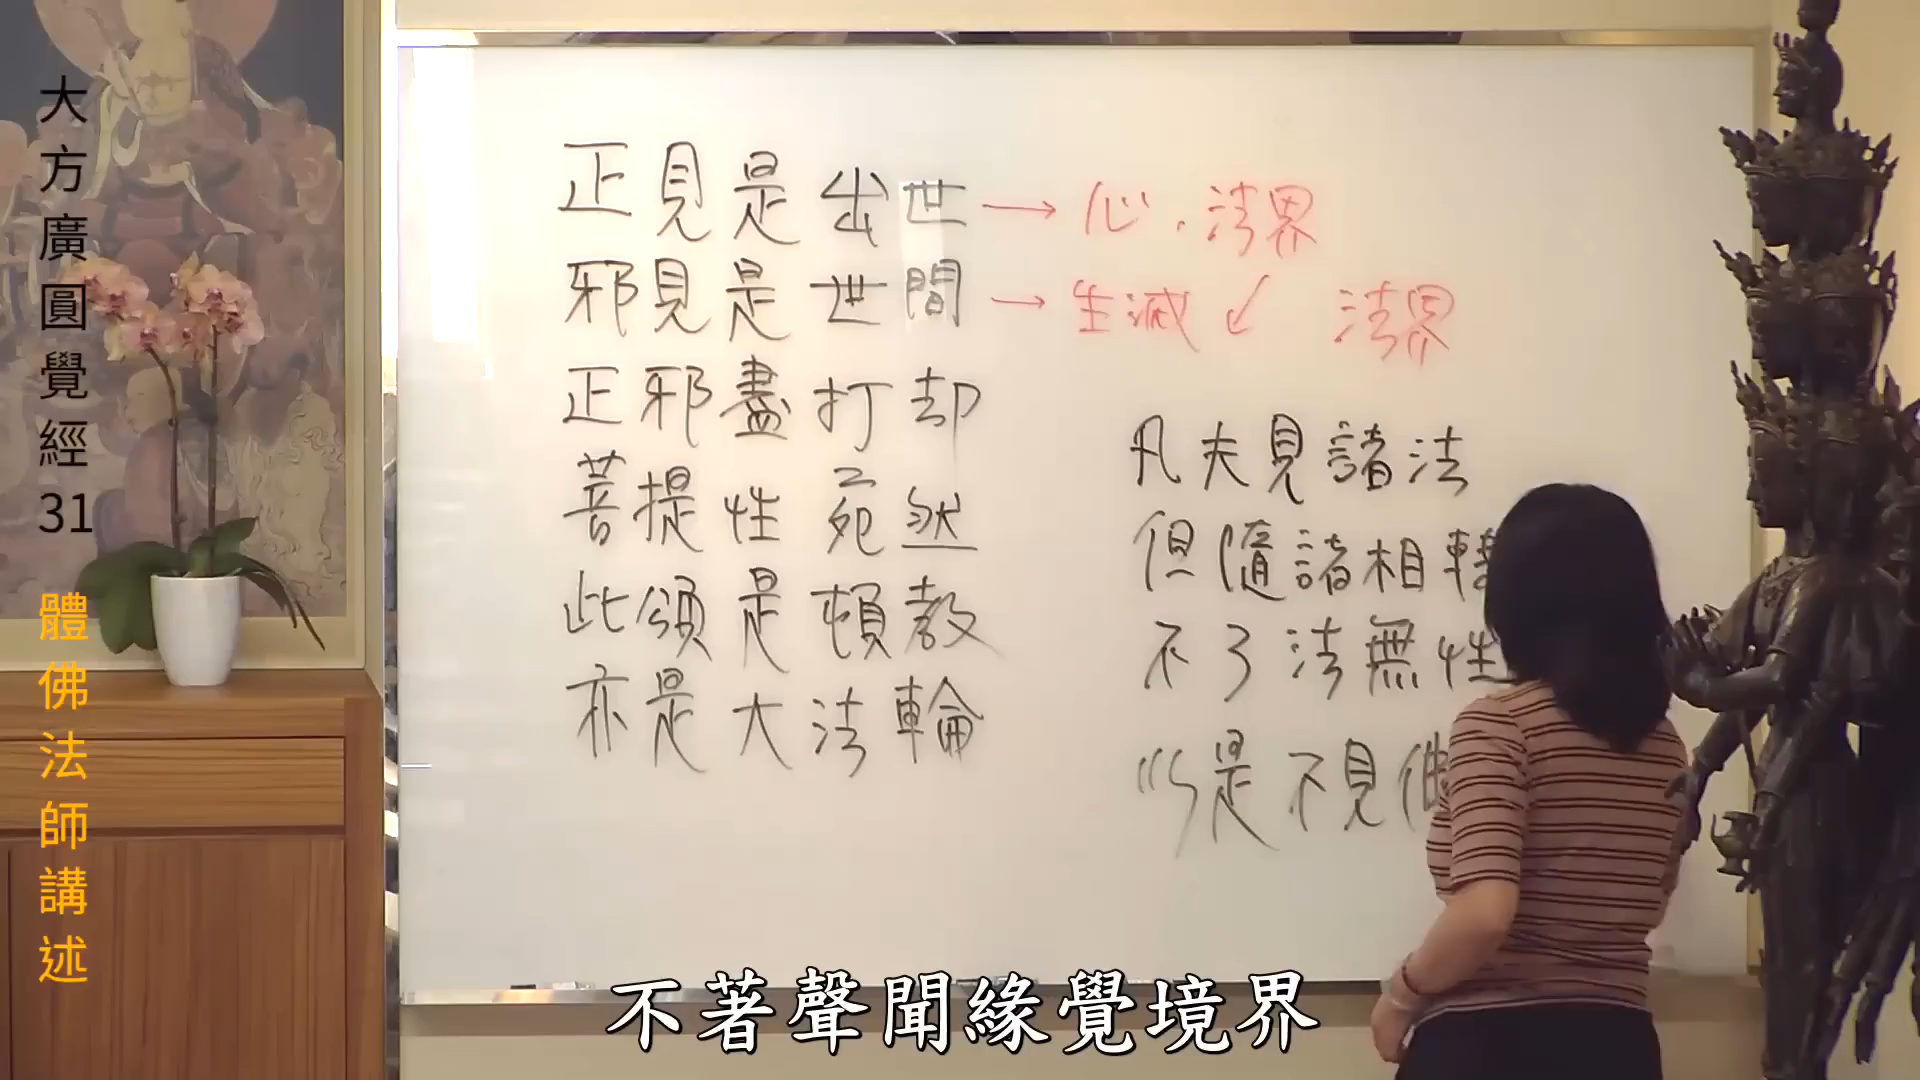 大方廣圓覺經31 體佛法師講述
正見是出世→心．法界
邪見是世間→生滅↙ 法界
正邪盡打却
菩提性宛然
此頌是頓教
亦是大法輪
凡夫見諸法
但隨諸相轉
不了法無性
以是不見佛
不著聲聞緣覺境界